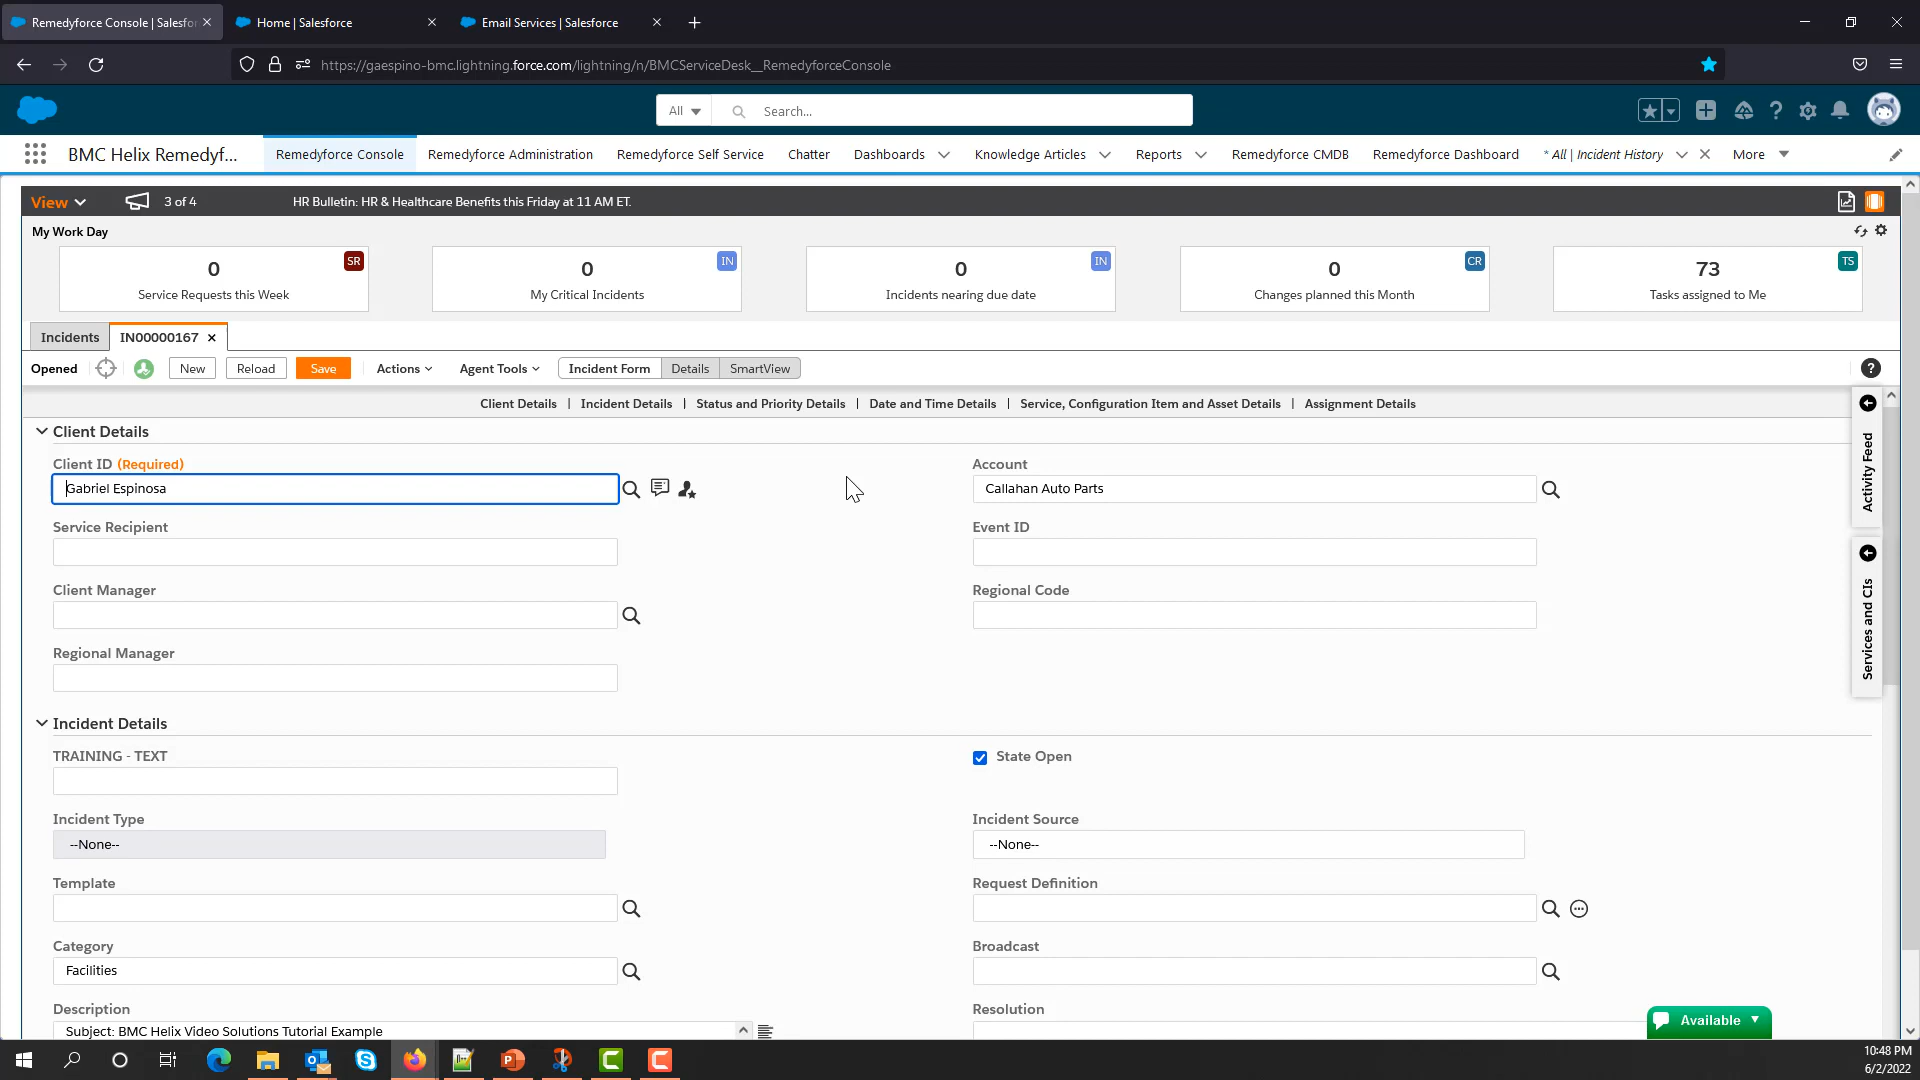 Remedyforce Console | Salesfor
Home | Salesforce
Email Services | Salesforce
https://gaespino-bmc.lightning.force.com/lightning/n/BMCServiceDesk__RemedyforceConsole
All
Search...
BMC Helix Remedyf...
Remedyforce Console
Remedyforce Administration
Remedyforce Self Service
Chatter
Dashboards
Knowledge Articles
Reports
Remedyforce CMDB
Remedyforce Dashboard
* All | Incident History
More
View
3 of 4
HR Bulletin: HR & Healthcare Benefits this Friday at 11 AM ET.
My Work Day
0
SR
Service Requests this Week
0
IN
My Critical Incidents
0
IN
Incidents nearing due date
0
CR
Changes planned this Month
73
TS
Tasks assigned to Me
Incidents
IN00000167
Opened
New
Reload
Save
Actions
Agent Tools
Incident Form
Details
SmartView
Client Details | Incident Details | Status and Priority Details | Date and Time Details | Service, Configuration Item and Asset Details | Assignment Details
Client Details
Client ID (Required)
Gabriel Espinosa
Account
Callahan Auto Parts
Service Recipient
Event ID
Client Manager
Regional Code
Regional Manager
Activity Feed
Services and CIs
Incident Details
TRAINING - TEXT
State Open
Incident Type
--None--
Incident Source
--None--
Template
Request Definition
Category
Facilities
Broadcast
Description
Subject: BMC Helix Video Solutions Tutorial Example
Resolution
Available
10:48 PM
6/2/2022